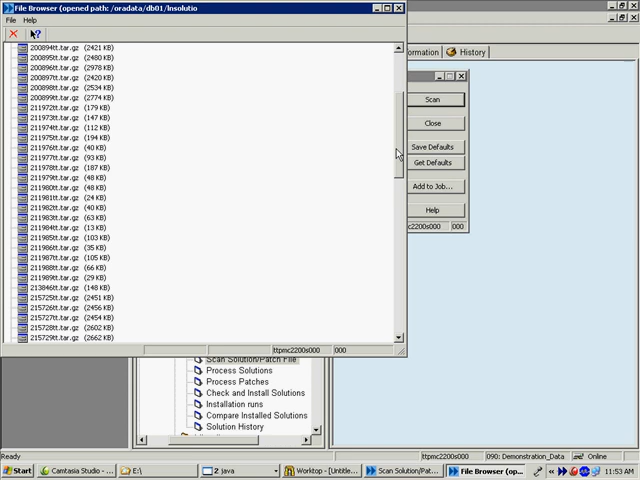 File Browser (opened path: /oradata/db01/lnsolutio
File Help
200894tt.tar.gz (2421 KB)
200895tt.tar.gz (2480 KB)
200896tt.tar.gz (2978 KB)
200897tt.tar.gz (2420 KB)
200898tt.tar.gz (2534 KB)
200899tt.tar.gz (2774 KB)
211972tt.tar.gz (179 KB)
211973tt.tar.gz (147 KB)
211974tt.tar.gz (112 KB)
211975tt.tar.gz (194 KB)
211976tt.tar.gz (40 KB)
211977tt.tar.gz (93 KB)
211978tt.tar.gz (187 KB)
211979tt.tar.gz (48 KB)
211980tt.tar.gz (48 KB)
211981tt.tar.gz (24 KB)
211982tt.tar.gz (40 KB)
211983tt.tar.gz (63 KB)
211984tt.tar.gz (13 KB)
211985tt.tar.gz (103 KB)
211986tt.tar.gz (35 KB)
211987tt.tar.gz (105 KB)
211988tt.tar.gz (66 KB)
211989tt.tar.gz (29 KB)
213846tt.tar.gz (148 KB)
215725tt.tar.gz (2451 KB)
215726tt.tar.gz (2456 KB)
215727tt.tar.gz (2454 KB)
215728tt.tar.gz (2602 KB)
215729tt.tar.gz (2662 KB)
ttpmc2200s000 000
ormation History
Scan
Close
Save Defaults
Get Defaults
Add to Job...
Help
mc2200s000 000
Scan Solution/Patch File
Process Solutions
Process Patches
Check and Install Solutions
Installation runs
Compare Installed Solutions
Solution History
Ready ttpmc2200s000 090: Demonstration_Data Online
Start Camtasia Studio - ... E:\ 2 java Worktop - [Untitle... Scan Solution/Pat... File Browser (op... 11:53 AM